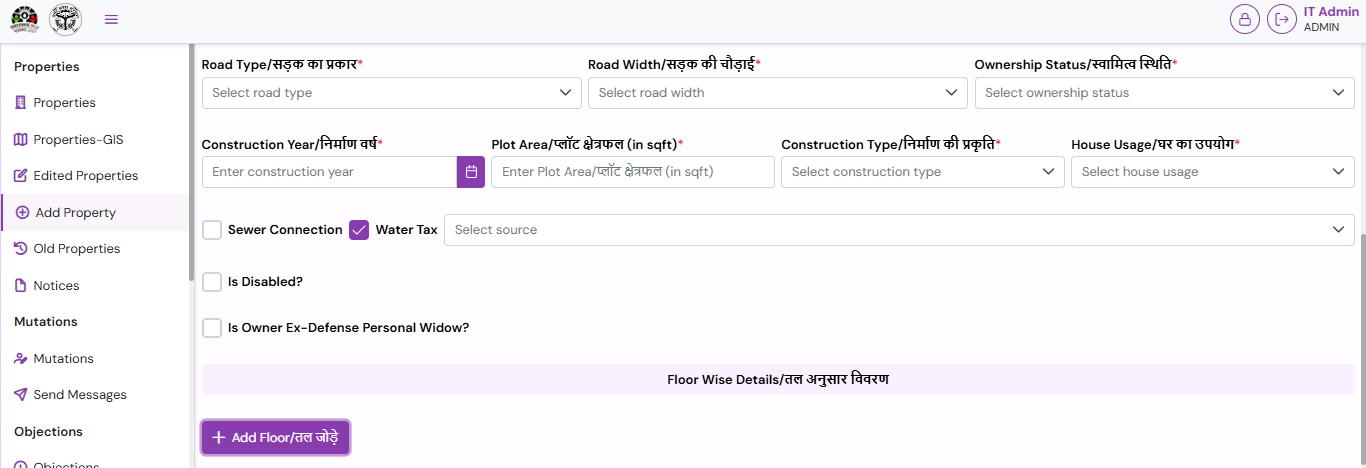 IT Admin
ADMIN
Properties
Properties
Properties-GIS
Edited Properties
Add Property
Old Properties
Notices
Mutations
Mutations
Send Messages
Objections
Objections
Road Type/सड़क का प्रकार* Road Width/सड़क की चौड़ाई* Ownership Status/स्वामित्व स्थिति*
Select road type Select road width Select ownership status
Construction Year/निर्माण वर्ष* Plot Area/प्लॉट क्षेत्रफल (in sqft)* Construction Type/निर्माण की प्रकृति* House Usage/घर का उपयोग*
Enter construction year Enter Plot Area/प्लॉट क्षेत्रफल (in sqft) Select construction type Select house usage
Sewer Connection Water Tax Select source
Is Disabled?
Is Owner Ex-Defense Personal Widow?
Floor Wise Details/तल अनुसार विवरण
+ Add Floor/तल जोड़े